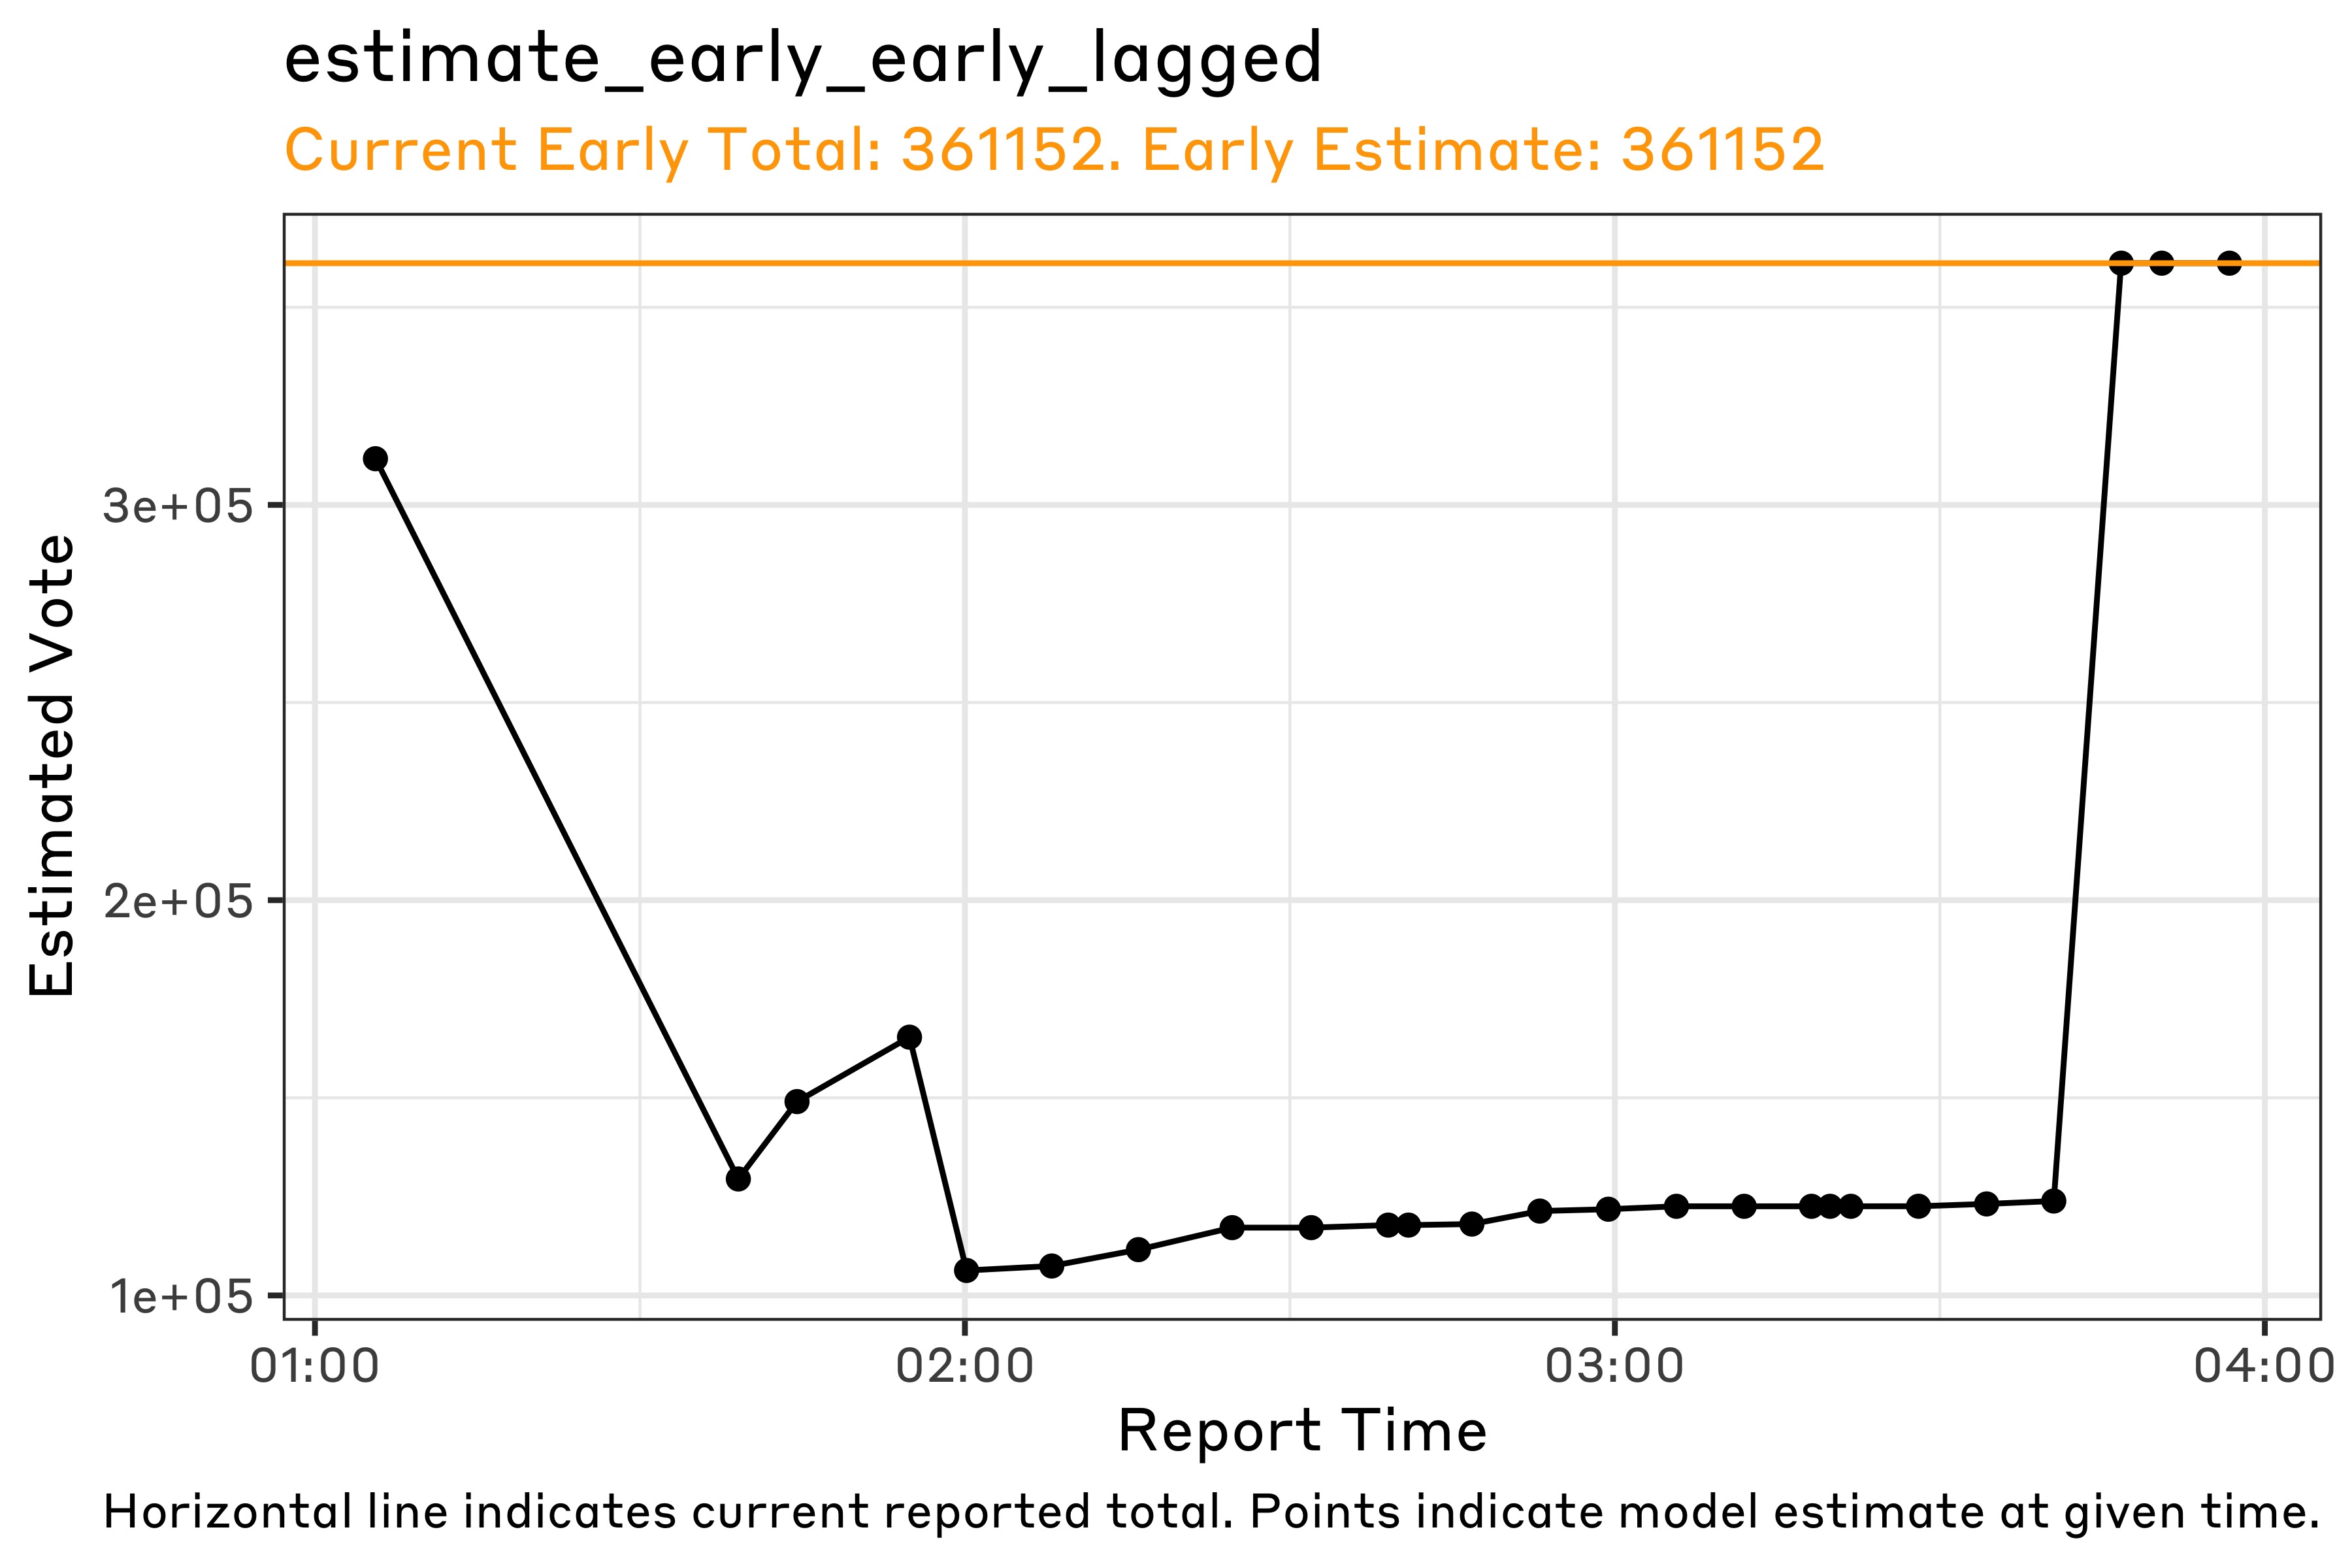 estimate_early_early_lagged
Current Early Total: 361152. Early Estimate: 361152
Estimated Vote
3e+05
2e+05
1e+05
01:00 02:00 03:00 04:00
Report Time
Horizontal line indicates current reported total. Points indicate model estimate at given time.